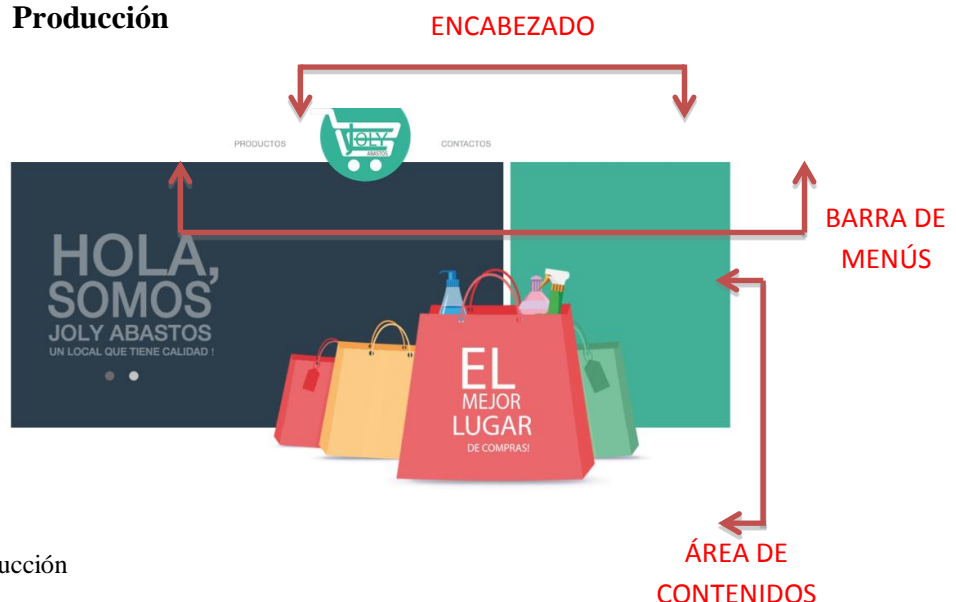 Producción
ENCABEZADO
PRODUCTOS
JOLY
ABASTOS
CONTACTOS
BARRA DE
MENÚS
HOLA,
SOMOS
JOLY ABASTOS
UN LOCAL QUE TIENE CALIDAD !
EL
MEJOR
LUGAR
DE COMPRAS!
ucción
ÁREA DE
CONTENIDOS